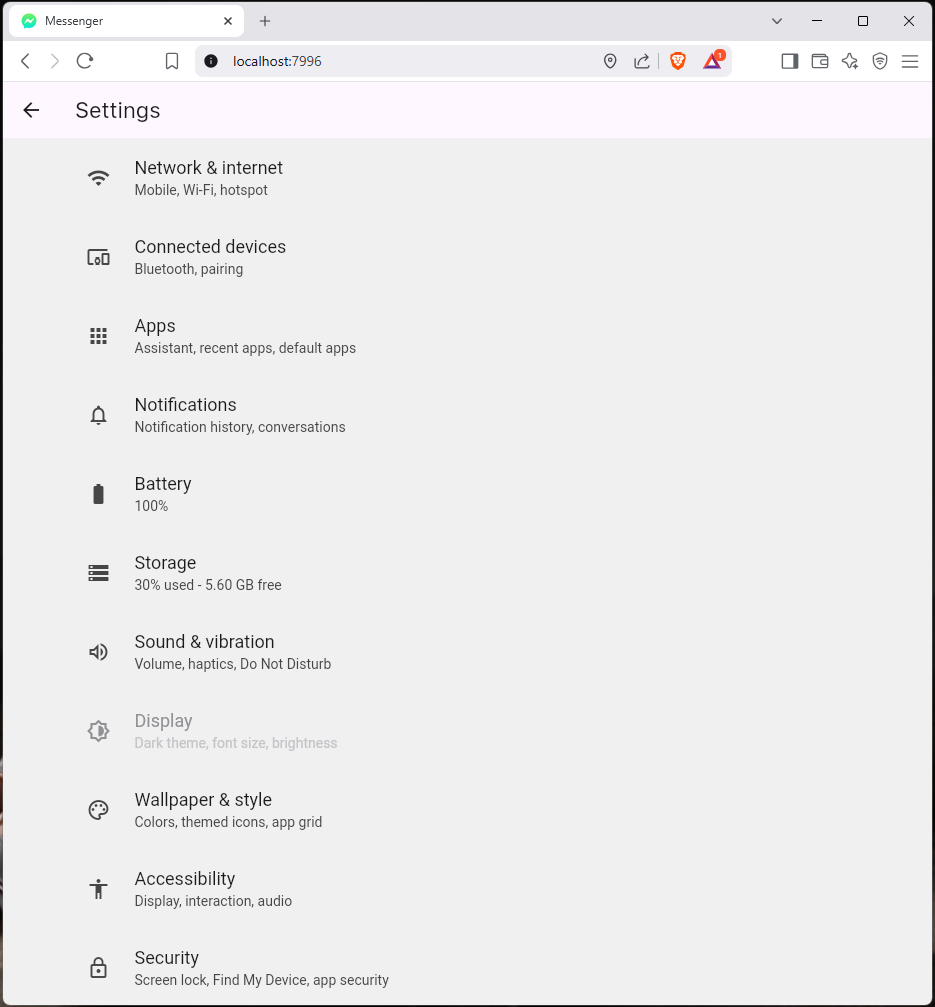 Messenger
localhost:7996
1
Settings
Network & internet
Mobile, Wi-Fi, hotspot
Connected devices
Bluetooth, pairing
Apps
Assistant, recent apps, default apps
Notifications
Notification history, conversations
Battery
100%
Storage
30% used - 5.60 GB free
Sound & vibration
Volume, haptics, Do Not Disturb
Display
Dark theme, font size, brightness
Wallpaper & style
Colors, themed icons, app grid
Accessibility
Display, interaction, audio
Security
Screen lock, Find My Device, app security